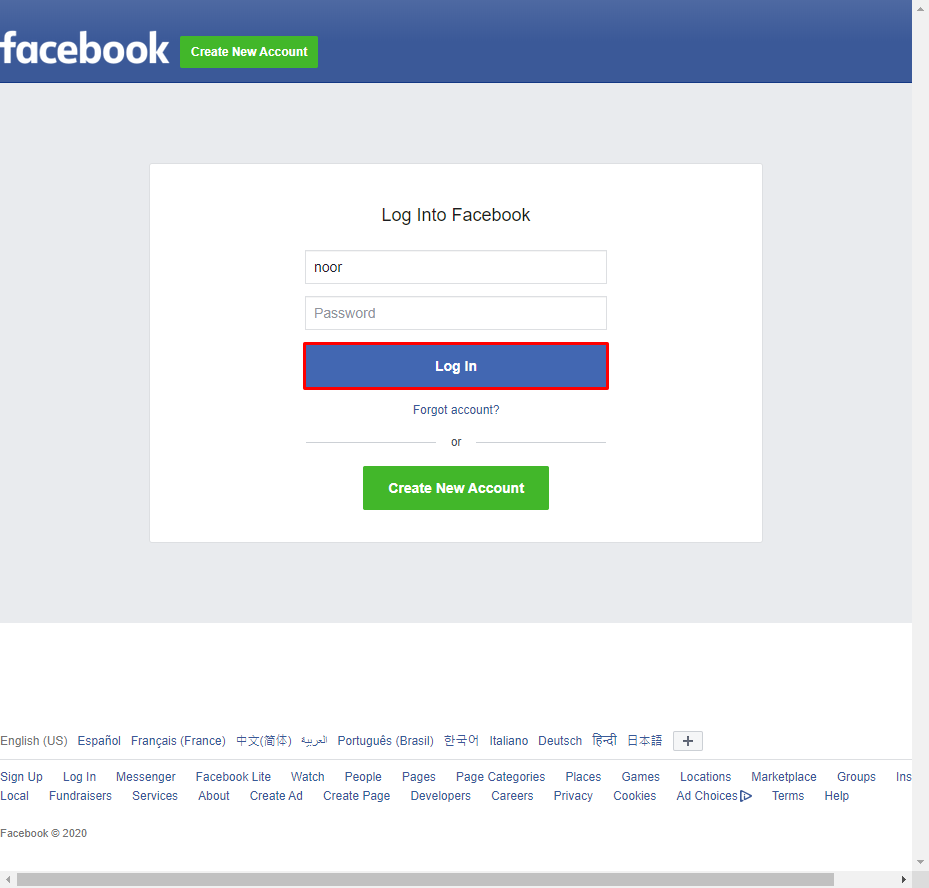 facebook Create New Account
Log Into Facebook
noor
Password
Log In
Forgot account?
or
Create New Account
English (US) Español Français (France) 中文(简体) العربية Português (Brasil) 한국어 Italiano Deutsch हिन्दी 日本語
Sign Up Log In Messenger Facebook Lite Watch People Pages Page Categories Places Games Locations Marketplace Groups Ins
Local Fundraisers Services About Create Ad Create Page Developers Careers Privacy Cookies Ad Choices Terms Help
Facebook © 2020